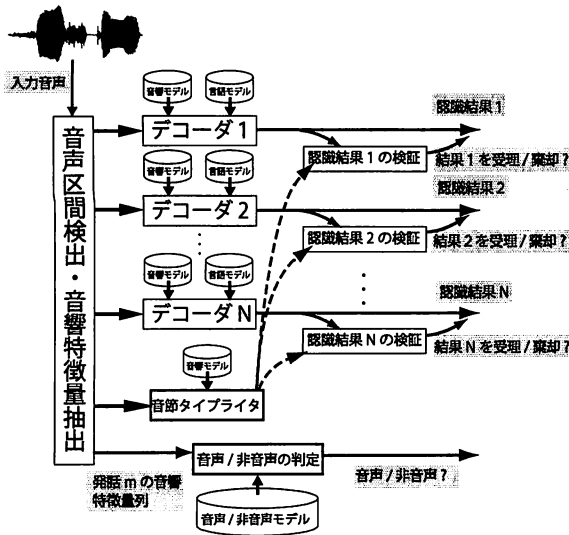 入力音声
音声区間検出・音響特徴量抽出
音響モデル
言語モデル
デコーダ 1
認識結果 1
認識結果 1 の検証
結果 1 を受理 / 棄却 ?
音響モデル
言語モデル
デコーダ 2
認識結果 2
認識結果 2 の検証
結果 2 を受理 / 棄却 ?
音響モデル
言語モデル
デコーダ N
認識結果 N
認識結果 N の検証
結果 N を受理 / 棄却 ?
音響モデル
音節タイプライタ
発話 m の音響
特徴量列
音声 / 非音声の判定
音声 / 非音声 ?
音声 / 非音声モデル